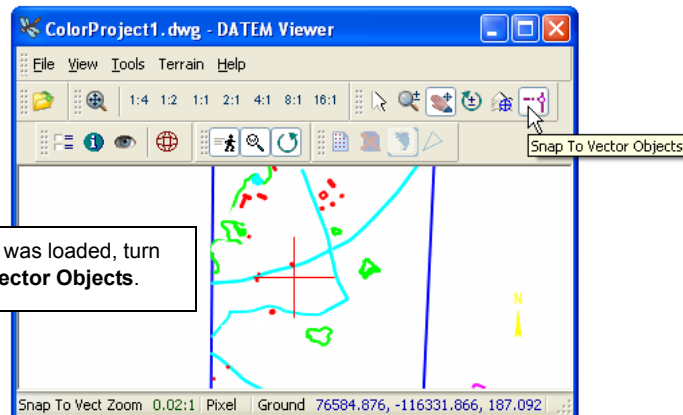 ColorProject1.dwg - DATEM Viewer
File View Tools Terrain Help
1:4 1:2 1:1 2:1 4:1 8:1 16:1
Snap To Vector Objects
was loaded, turn
ector Objects.
N
Snap To Vect Zoom 0.02:1 Pixel Ground 76584.876, -116331.866, 187.092